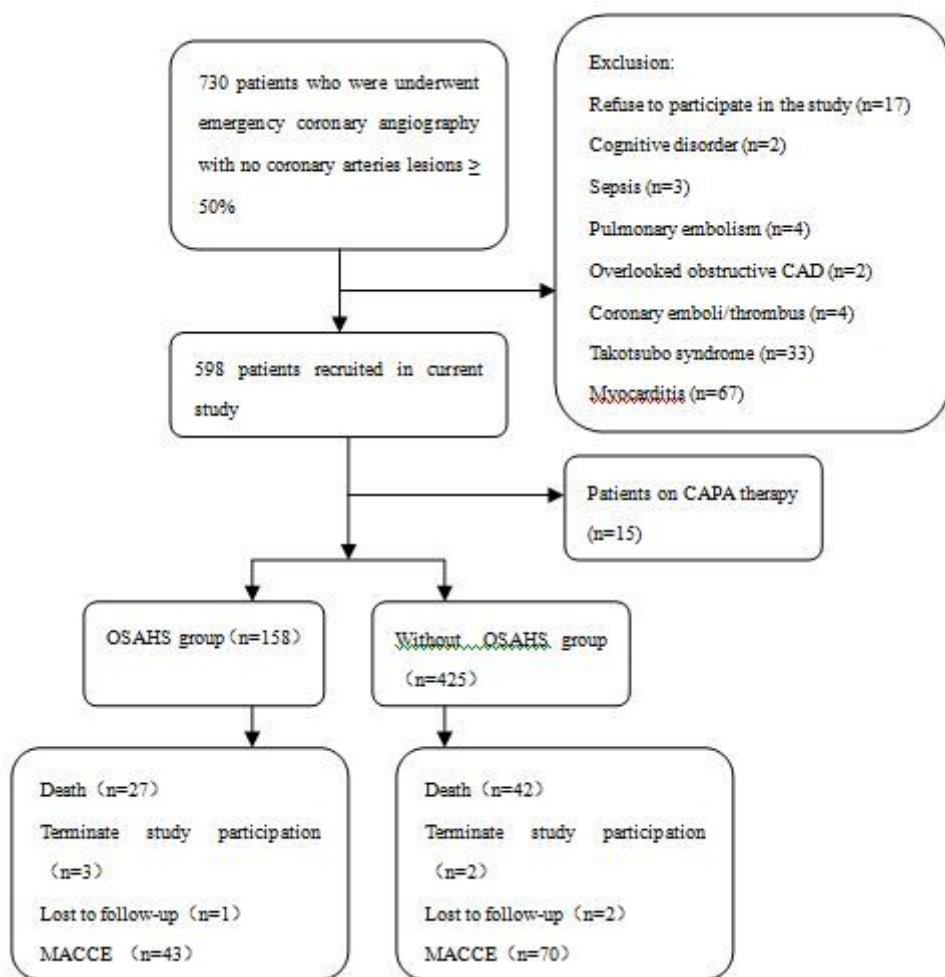 730 patients who were underwent
emergency coronary angiography
with no coronary arteries lesions ≥
50%
Exclusion:
Refuse to participate in the study (n=17)
Cognitive disorder (n=2)
Sepsis (n=3)
Pulmonary embolism (n=4)
Overlooked obstructive CAD (n=2)
Coronary emboli/thrombus (n=4)
Takotsubo syndrome (n=33)
Myocarditis (n=67)
598 patients recruited in current
study
Patients on CAPA therapy
(n=15)
OSAHS group（n=158）
Without OSAHS group
（n=425）
Death（n=27）
Terminate study participation
（n=3）
Lost to follow-up（n=1）
MACCE （n=43）
Death（n=42）
Terminate study participation
（n=2）
Lost to follow-up（n=2）
MACCE（n=70）